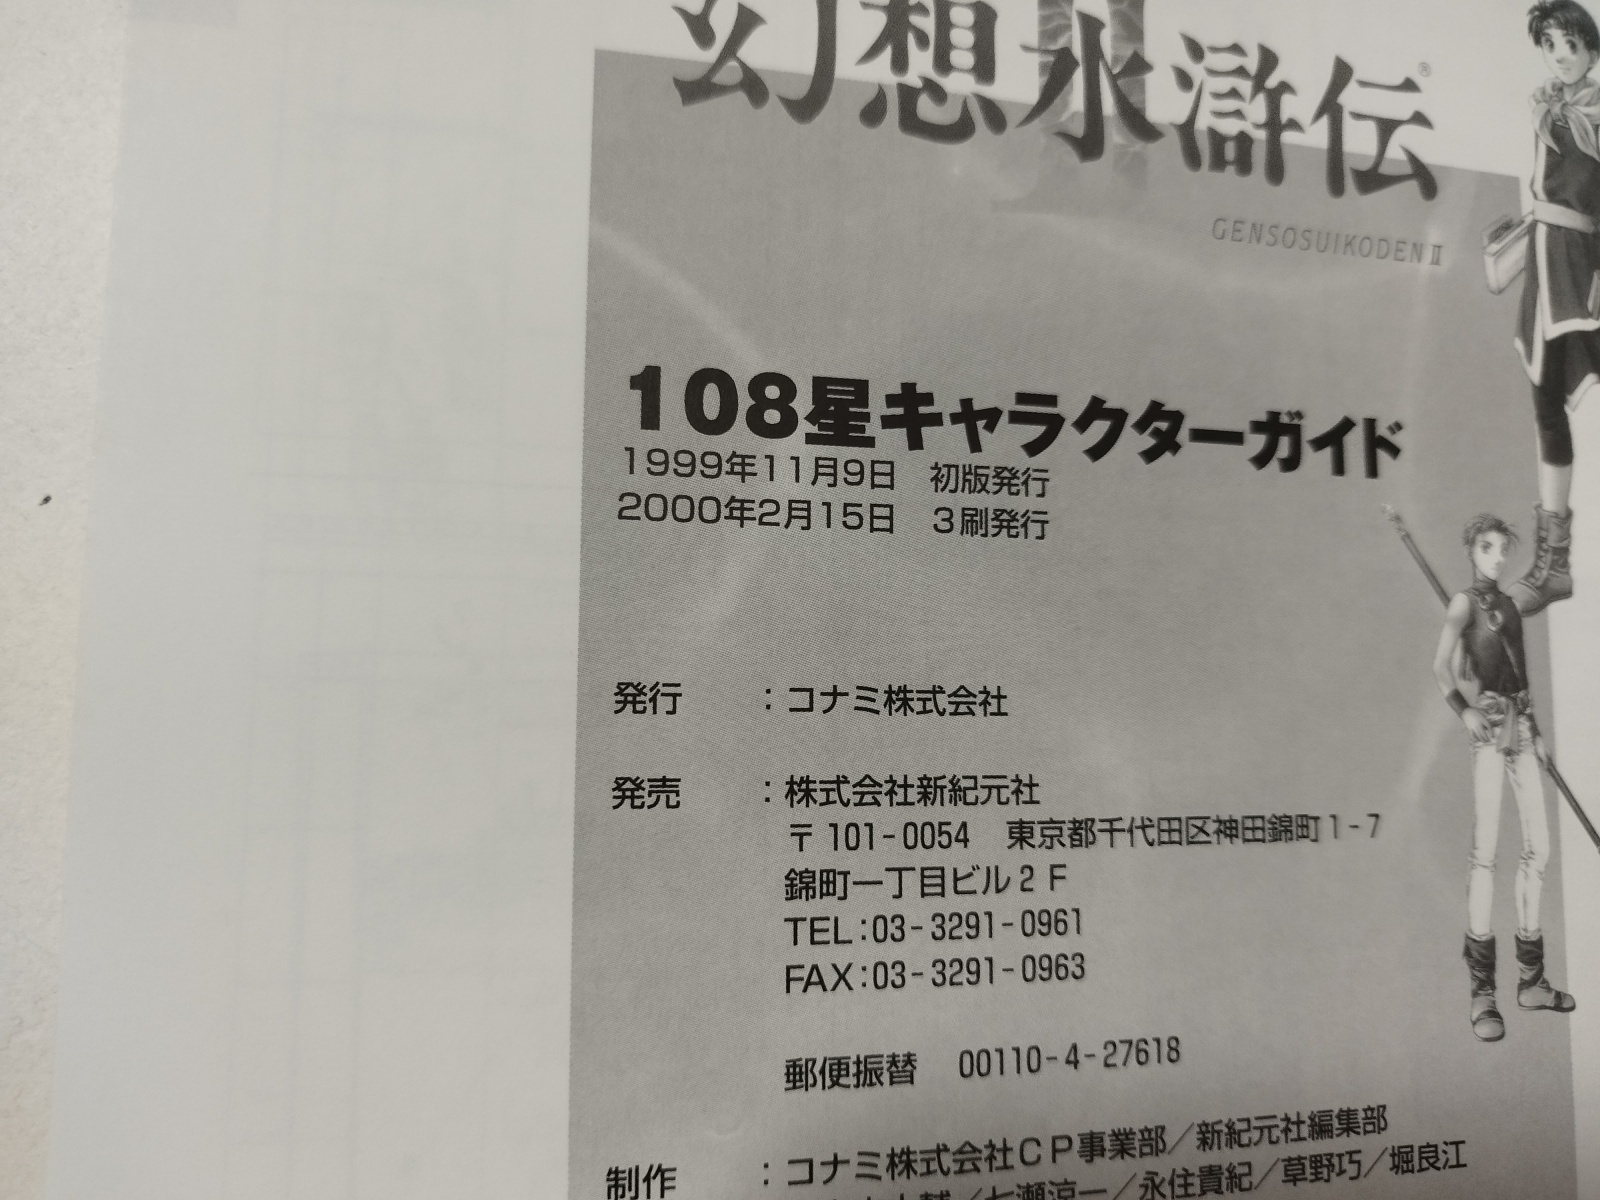 幻想水滸伝
II
®
GENSOSUIKODEN II
108星キャラクターガイド
1999年11月9日 初版発行
2000年2月15日 3刷発行
発行 : コナミ株式会社
発売 : 株式会社新紀元社
〒101-0054 東京都千代田区神田錦町1-7
錦町一丁目ビル2F
TEL:03-3291-0961
FAX:03-3291-0963
郵便振替 00110-4-27618
制作 : コナミ株式会社CP事業部／新紀元社編集部
／七瀬涼一／永住貴紀／草野巧／堀良江